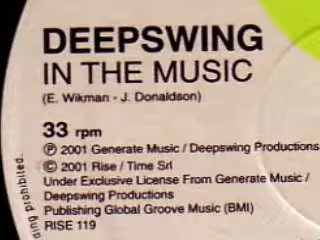 DEEPSWING
IN THE MUSIC
(E. Wikman - J. Donaldson)
33 rpm
℗ 2001 Generate Music / Deepswing Productions
© 2001 Rise / Time Srl
Under Exclusive License From Generate Music /
Deepswing Productions
Publishing Global Groove Music (BMI)
RISE 119
prohibited.